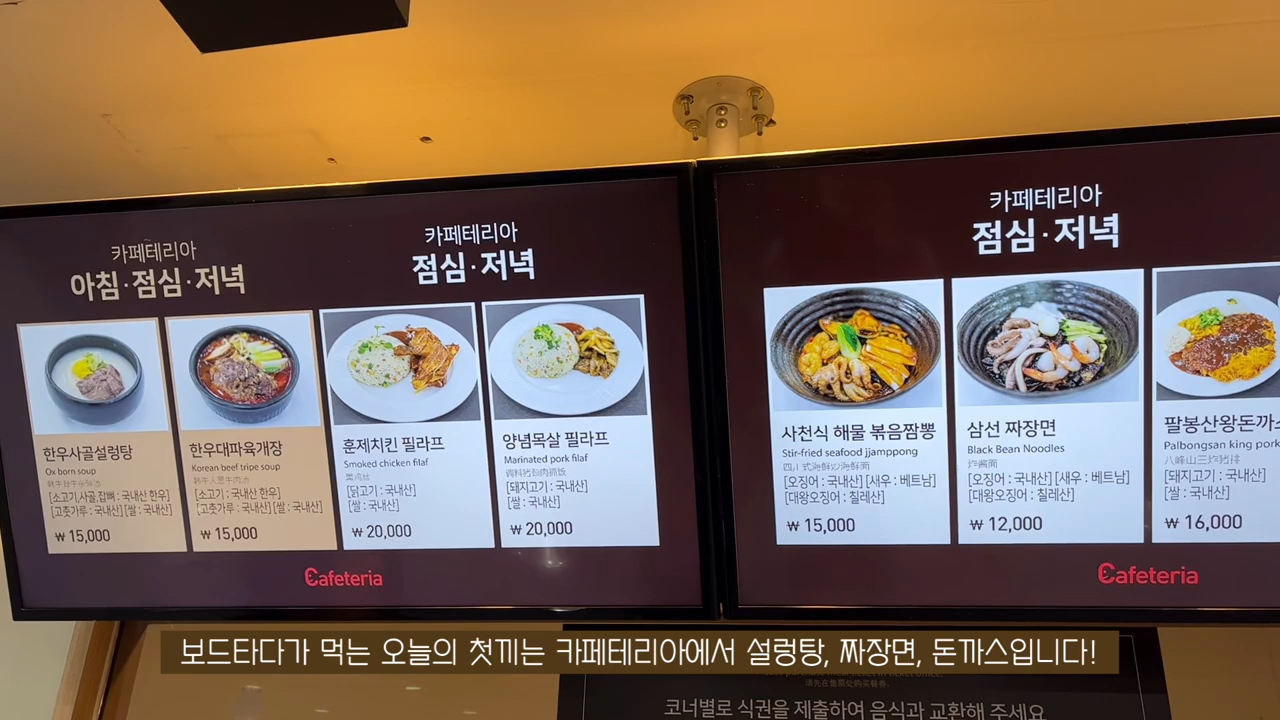 카페테리아
아침·점심·저녁
카페테리아
점심·저녁
한우사골설렁탕
Ox born soup
[소고기,사골,잡뼈 : 국내산 한우]
[고춧가루 : 국내산] [쌀 : 국내산]
₩ 15,000
한우대파육개장
Korean beef tripe soup
[소고기 : 국내산 한우]
[고춧가루 : 국내산] [쌀 : 국내산]
₩ 15,000
훈제치킨 필라프
Smoked chicken filaf
[닭고기 : 국내산]
[쌀 : 국내산]
₩ 20,000
양념목살 필라프
Marinated pork filaf
[돼지고기 : 국내산]
[쌀 : 국내산]
₩ 20,000
Cafeteria
카페테리아
점심·저녁
사천식 해물 볶음짬뽕
Stir-fried seafood jjamppong
[오징어 : 국내산] [새우 : 베트남]
[대왕오징어 : 칠레산]
₩ 15,000
삼선 짜장면
Black Bean Noodles
炸酱面
[오징어 : 국내산] [새우 : 베트남]
[대왕오징어 : 칠레산]
₩ 12,000
팔봉산왕돈까스
Palbongsan king pork
[돼지고기 : 국내산]
[쌀 : 국내산]
₩ 16,000
Cafeteria
보드타다가 먹는 오늘의 첫끼는 카페테리아에서 설렁탕, 짜장면, 돈까스입니다!
코너별로 식권을 제출하여 음식과 교환해 주세요